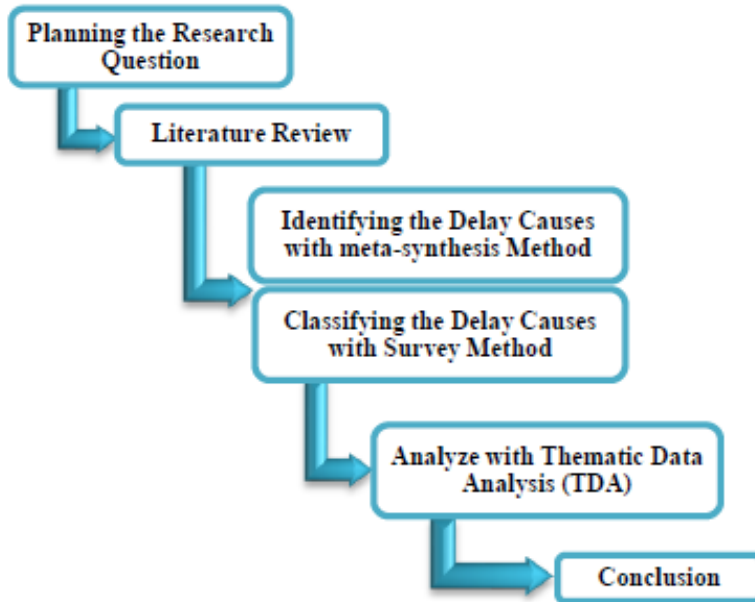 Planning the Research
Question
Literature Review
Identifying the Delay Causes
with meta-synthesis Method
Classifying the Delay Causes
with Survey Method
Analyze with Thematic Data
Analysis (TDA)
Conclusion